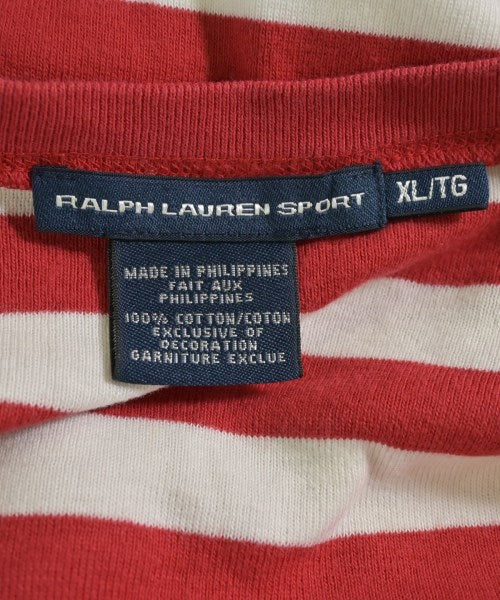 RALPH LAUREN SPORT
XL/TG
MADE IN PHILIPPINES
FAIT AUX
PHILIPPINES
100% COTTON/COTON
EXCLUSIVE OF
DECORATION
GARNITURE EXCLUE